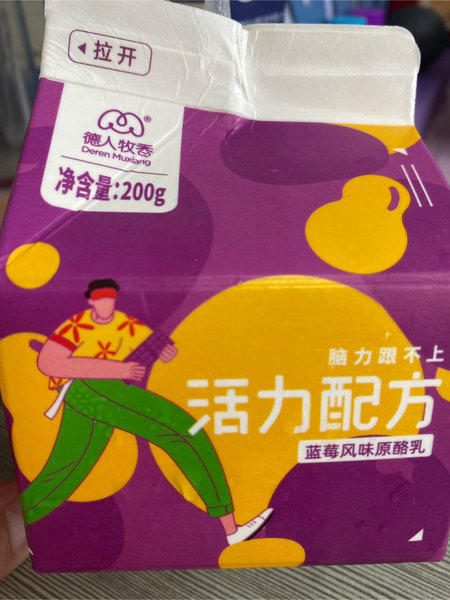 拉开
®
德人牧香
Deren Muxiang
净含量:200g
脑力跟不上
活力配方
蓝莓风味原酪乳